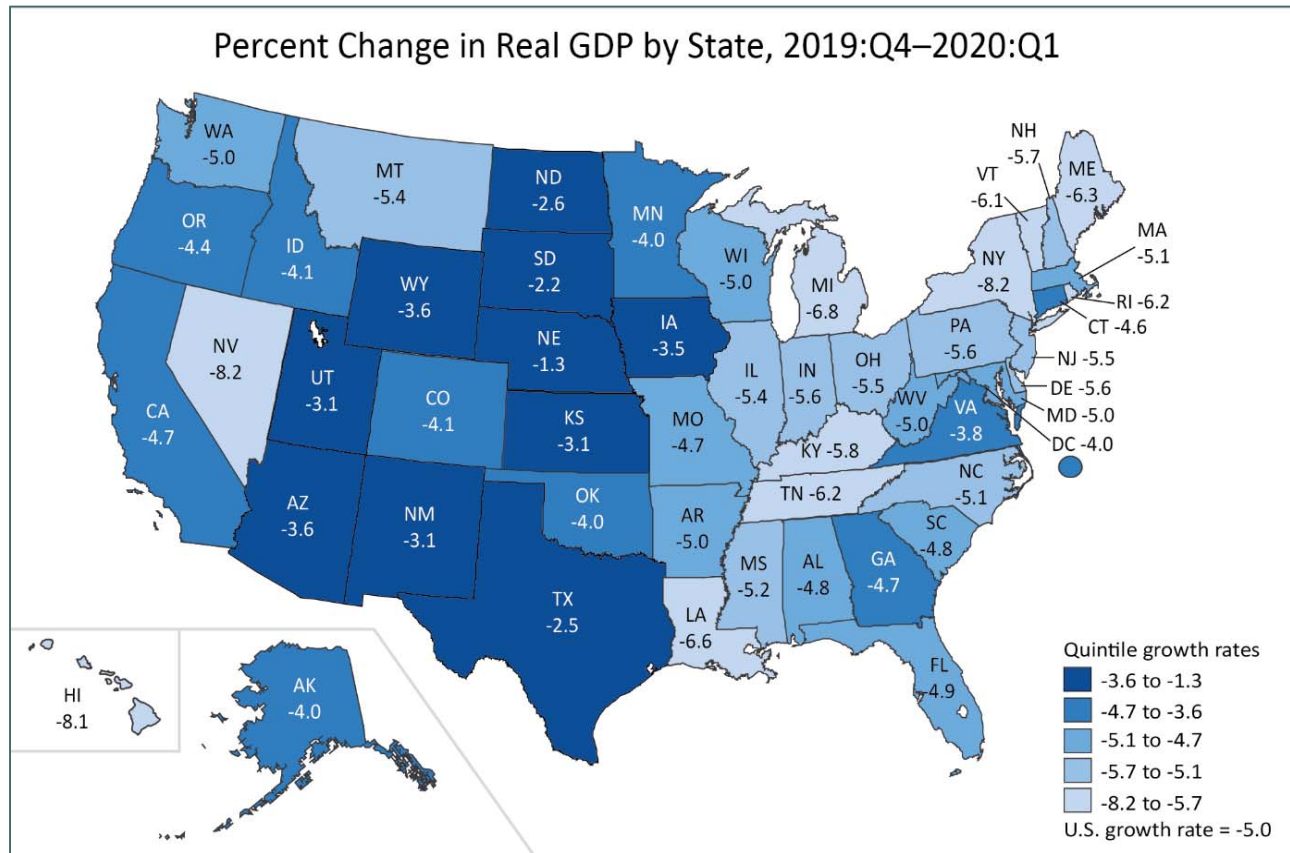 Percent Change in Real GDP by State, 2019:Q4–2020:Q1
WA
-5.0
MT
-5.4
ND
-2.6
MN
-4.0
NH
-5.7
VT
-6.1
ME
-6.3
OR
-4.4
ID
-4.1
WY
-3.6
SD
-2.2
WI
-5.0
MI
-6.8
NY
-8.2
MA
-5.1
RI -6.2
CT -4.6
NV
-8.2
UT
-3.1
CO
-4.1
NE
-1.3
IA
-3.5
IL
-5.4
IN
-5.6
OH
-5.5
PA
-5.6
NJ -5.5
DE -5.6
MD -5.0
DC -4.0
CA
-4.7
KS
-3.1
MO
-4.7
WV
-5.0
VA
-3.8
KY -5.8
AZ
-3.6
NM
-3.1
OK
-4.0
AR
-5.0
TN -6.2
NC
-5.1
SC
-4.8
TX
-2.5
LA
-6.6
MS
-5.2
AL
-4.8
GA
-4.7
FL
-4.9
HI
-8.1
AK
-4.0
Quintile growth rates
-3.6 to -1.3
-4.7 to -3.6
-5.1 to -4.7
-5.7 to -5.1
-8.2 to -5.7
U.S. growth rate = -5.0